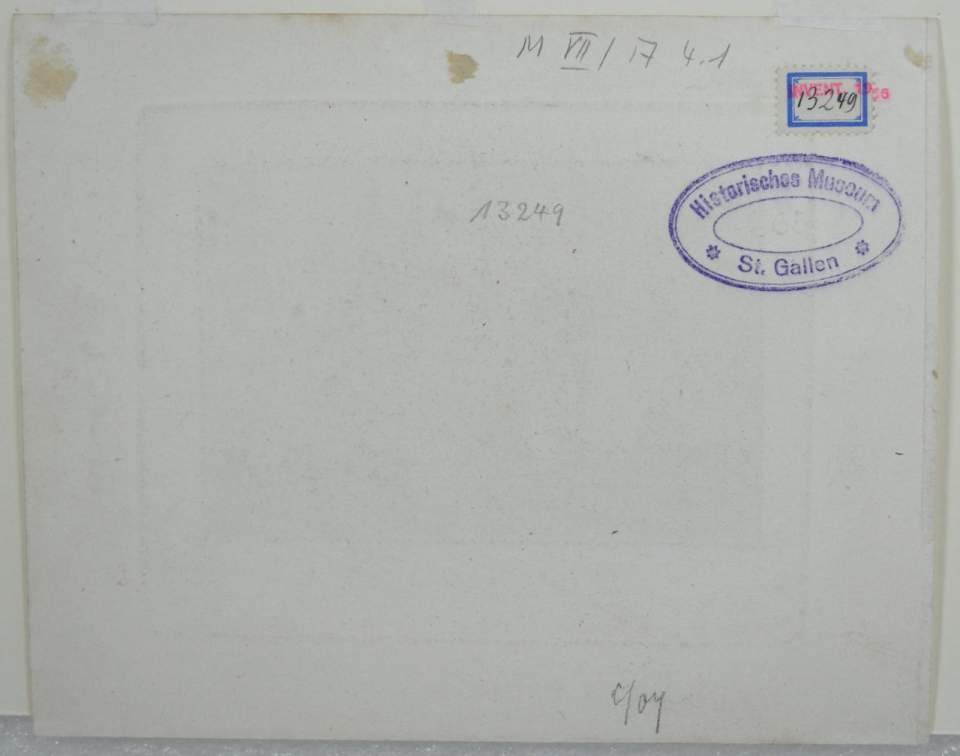 M VII / 17 4.1
INVENT. 1956
13249
Historisches Museum
St. Gallen
13249